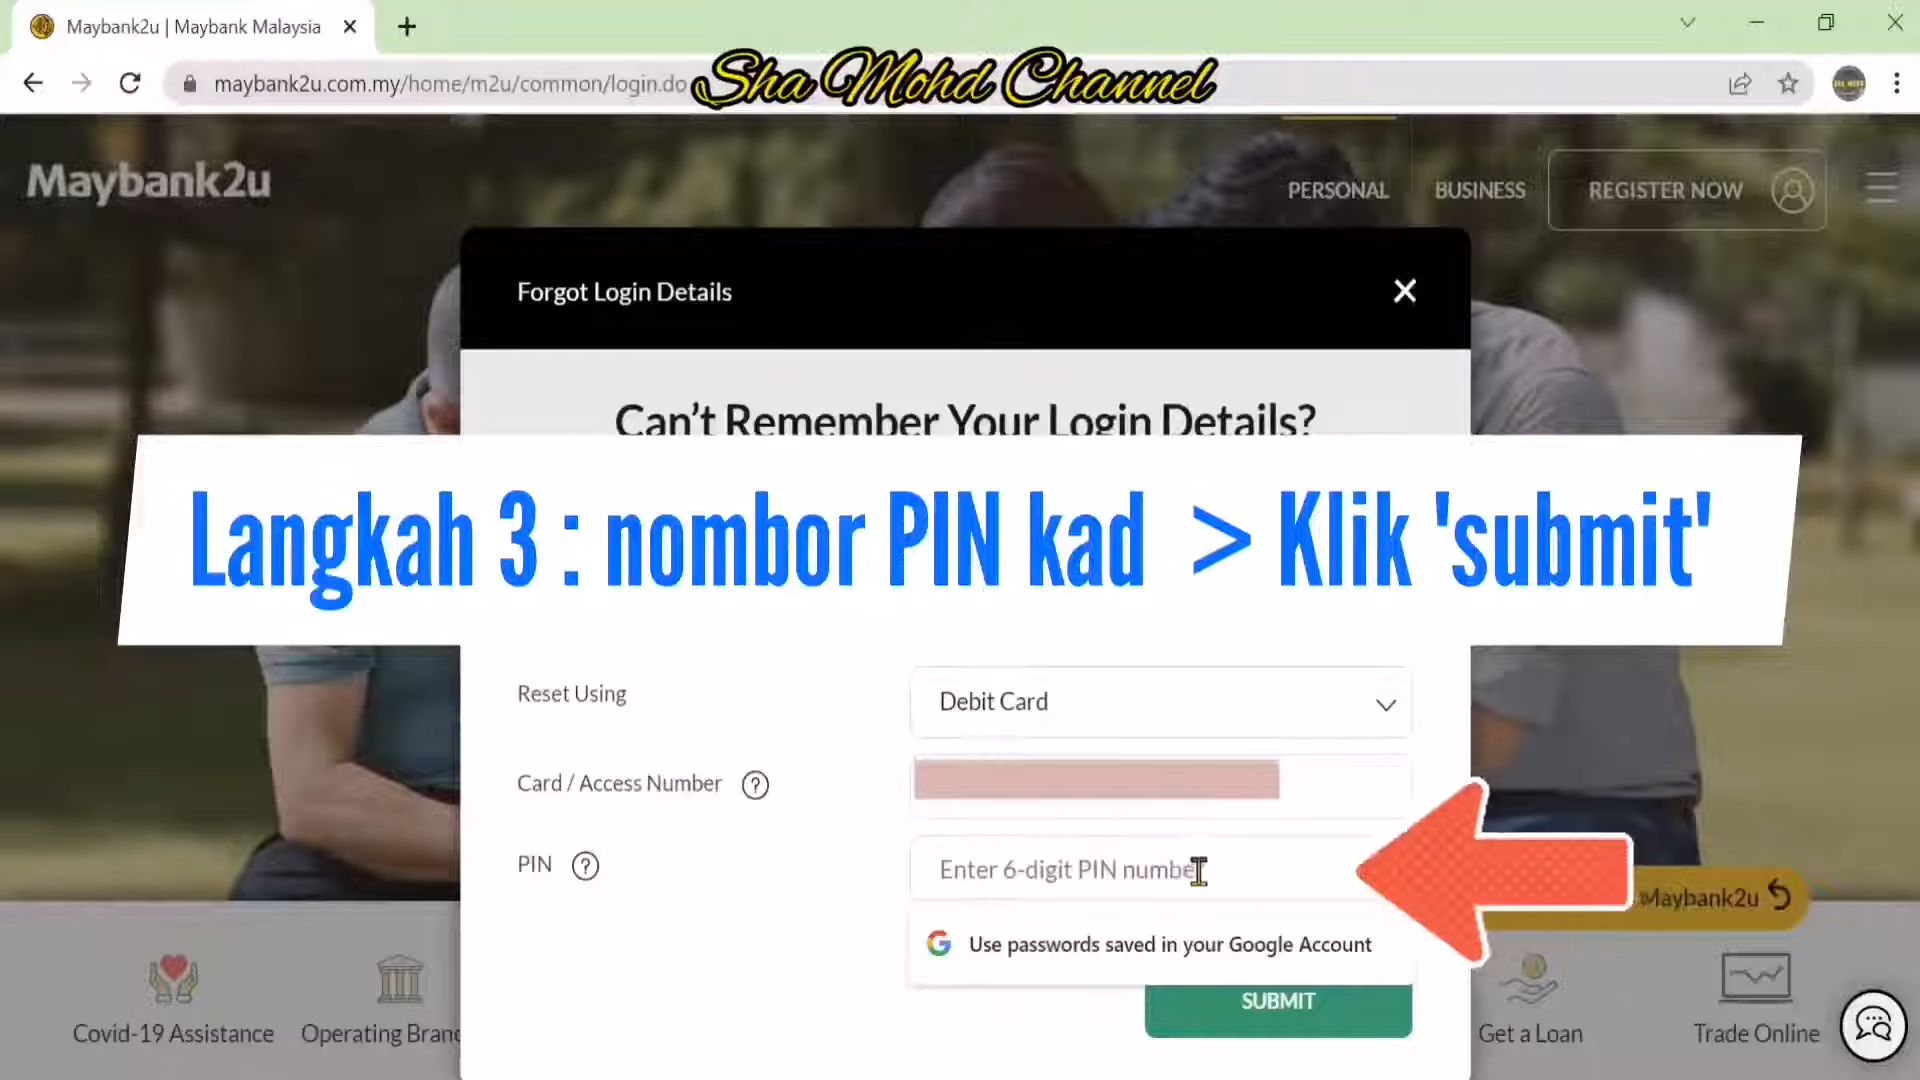 Maybank2u | Maybank Malaysia
maybank2u.com.my/home/m2u/common/login.do
Sha Mohd Channel
Maybank2u
PERSONAL
BUSINESS
REGISTER NOW
Forgot Login Details
Can't Remember Your Login Details?
Langkah 3 : nombor PIN kad > Klik 'submit'
Reset Using
Debit Card
Card / Access Number
PIN
Enter 6-digit PIN numbe
Maybank2u
Use passwords saved in your Google Account
SUBMIT
Covid-19 Assistance
Operating Branc
Get a Loan
Trade Online